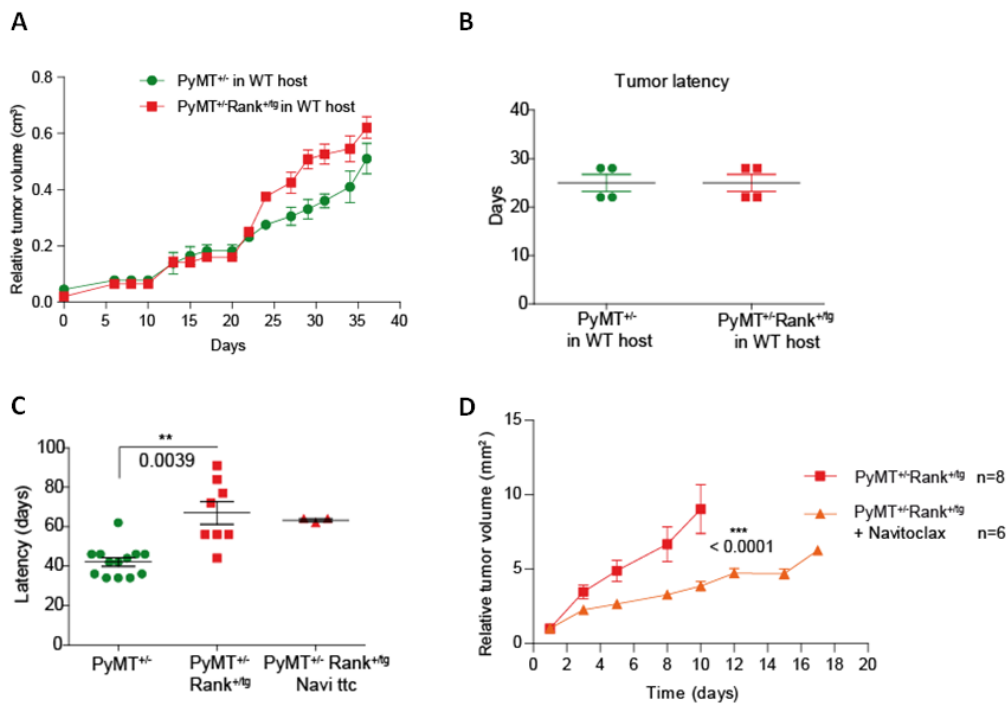 A
PyMT+/- in WT host
PyMT+/-Rank+/tg in WT host
Relative tumor volume (cm³)
0.8
0.6
0.4
0.2
0.0
0 5 10 15 20 25 30 35 40
Days
B
Tumor latency
Days
40
30
20
10
0
PyMT+/-
in WT host
PyMT+/-Rank+/tg
in WT host
C
Latency (days)
100
80
60
40
20
0
**
0.0039
PyMT+/-
PyMT+/-
Rank+/tg
PyMT+/- Rank+/tg
Navi ttc
D
Relative tumor volume (mm²)
15
10
5
0
***
< 0.0001
PyMT+/-Rank+/tg n=8
PyMT+/-Rank+/tg
+ Navitoclax n=6
0 2 4 6 8 10 12 14 16 18 20
Time (days)